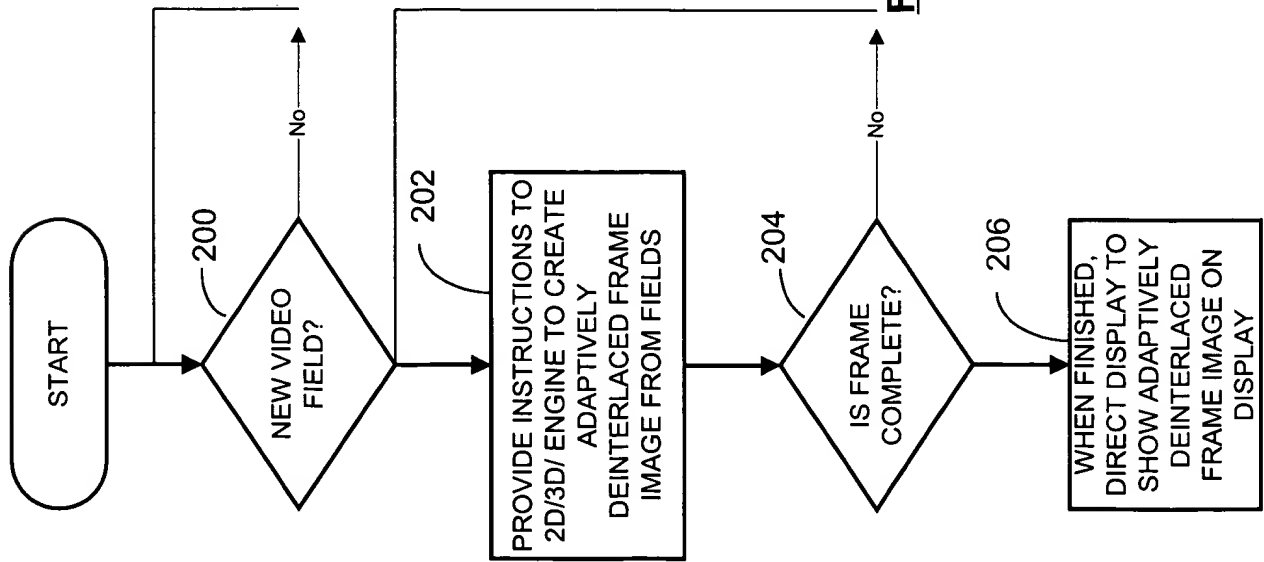 START
NEW VIDEO
FIELD?
200
No
PROVIDE INSTRUCTIONS TO
2D/3D/ ENGINE TO CREATE
ADAPTIVELY
DEINTERLACED FRAME
IMAGE FROM FIELDS
202
IS FRAME
COMPLETE?
204
No
WHEN FINISHED,
DIRECT DISPLAY TO
SHOW ADAPTIVELY
DEINTERLACED
FRAME IMAGE ON
DISPLAY
206